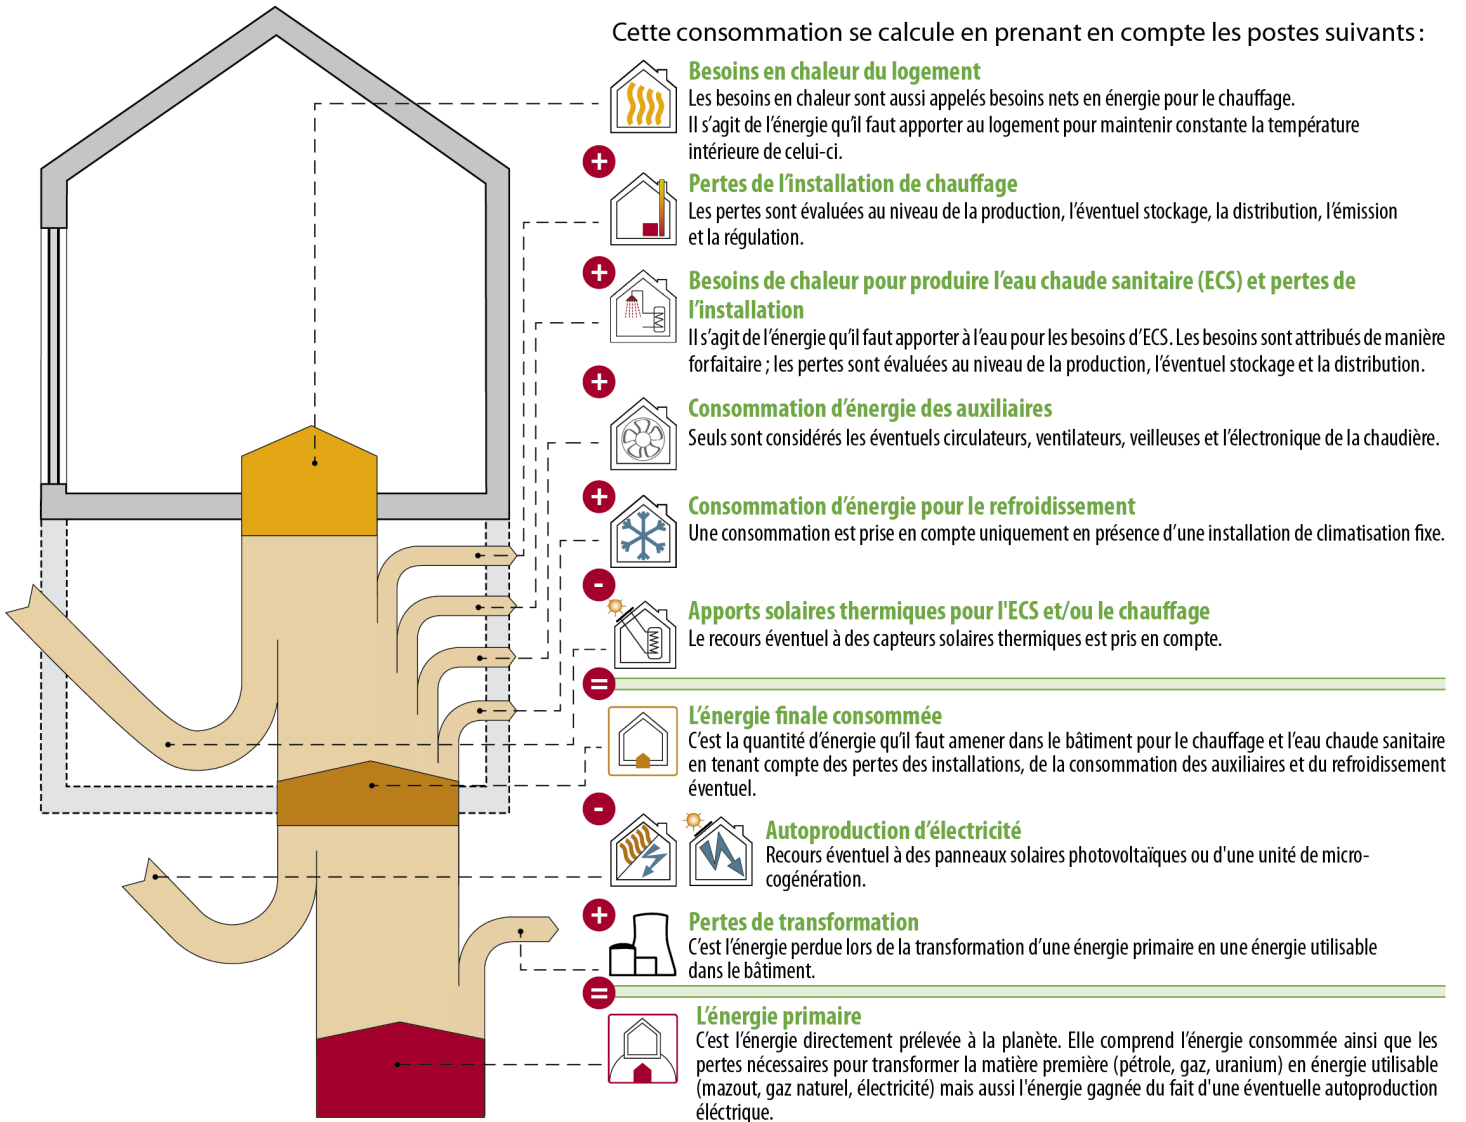 Cette consommation se calcule en prenant en compte les postes suivants :
Besoins en chaleur du logement
Les besoins en chaleur sont aussi appelés besoins nets en énergie pour le chauffage.
Il s’agit de l’énergie qu’il faut apporter au logement pour maintenir constante la température
intérieure de celui-ci.
+
Pertes de l’installation de chauffage
Les pertes sont évaluées au niveau de la production, l’éventuel stockage, la distribution, l’émission
et la régulation.
+
Besoins de chaleur pour produire l’eau chaude sanitaire (ECS) et pertes de
l’installation
Il s’agit de l’énergie qu’il faut apporter à l’eau pour les besoins d’ECS. Les besoins sont attribués de manière
forfaitaire ; les pertes sont évaluées au niveau de la production, l’éventuel stockage et la distribution.
+
Consommation d’énergie des auxiliaires
Seuls sont considérés les éventuels circulateurs, ventilateurs, veilleuses et l’électronique de la chaudière.
+
Consommation d’énergie pour le refroidissement
Une consommation est prise en compte uniquement en présence d’une installation de climatisation fixe.
-
Apports solaires thermiques pour l'ECS et/ou le chauffage
Le recours éventuel à des capteurs solaires thermiques est pris en compte.
=
L’énergie finale consommée
C’est la quantité d’énergie qu’il faut amener dans le bâtiment pour le chauffage et l’eau chaude sanitaire
en tenant compte des pertes des installations, de la consommation des auxiliaires et du refroidissement
éventuel.
-
Autoproduction d’électricité
Recours éventuel à des panneaux solaires photovoltaïques ou d'une unité de micro-
cogénération.
+
Pertes de transformation
C’est l’énergie perdue lors de la transformation d’une énergie primaire en une énergie utilisable
dans le bâtiment.
=
L’énergie primaire
C’est l’énergie directement prélevée à la planète. Elle comprend l’énergie consommée ainsi que les
pertes nécessaires pour transformer la matière première (pétrole, gaz, uranium) en énergie utilisable
(mazout, gaz naturel, électricité) mais aussi l'énergie gagnée du fait d'une éventuelle autoproduction
éléctrique.